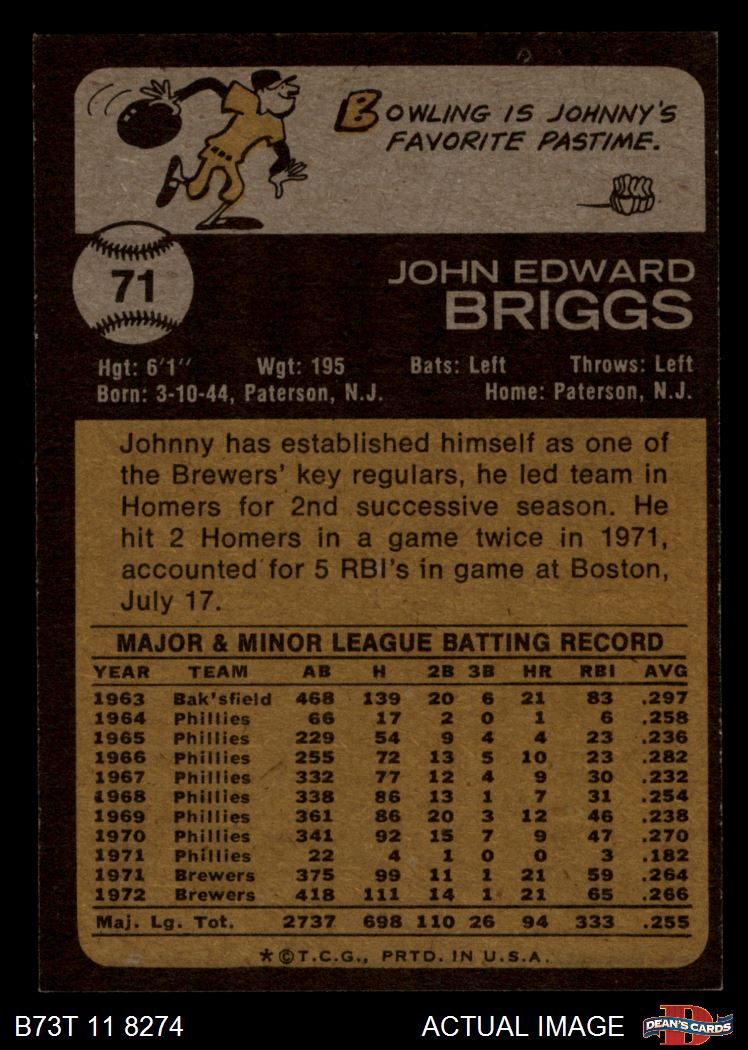 BOWLING IS JOHNNY'S
FAVORITE PASTIME.
71
JOHN EDWARD
BRIGGS
Hgt: 6'1" Wgt: 195 Bats: Left Throws: Left
Born: 3-10-44, Paterson, N.J. Home: Paterson, N.J.
Johnny has established himself as one of
the Brewers' key regulars, he led team in
Homers for 2nd successive season. He
hit 2 Homers in a game twice in 1971,
accounted for 5 RBI's in game at Boston,
July 17.
MAJOR & MINOR LEAGUE BATTING RECORD
YEAR TEAM AB H 2B 3B HR RBI AVG
1963 Bak'sfield 468 139 20 6 21 83 .297
1964 Phillies 66 17 2 0 1 6 .258
1965 Phillies 229 54 9 4 4 23 .236
1966 Phillies 255 72 13 5 10 23 .282
1967 Phillies 332 77 12 4 9 30 .232
1968 Phillies 338 86 13 1 7 31 .254
1969 Phillies 361 86 20 3 12 46 .238
1970 Phillies 341 92 15 7 9 47 .270
1971 Phillies 22 4 1 0 0 3 .182
1971 Brewers 375 99 11 1 21 59 .264
1972 Brewers 418 111 14 1 21 65 .266
Maj. Lg. Tot. 2737 698 110 26 94 333 .255
*©T.C.G., PRTD. IN U.S.A.
B73T 11 8274 ACTUAL IMAGE
D
DEAN'S CARDS